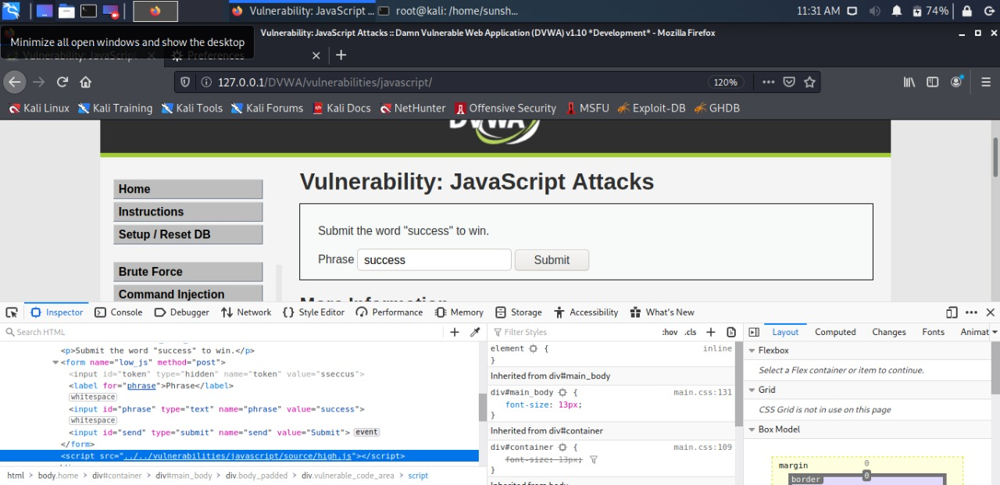 Vulnerability: JavaScript ...
root@kali: /home/sunsh...
11:31 AM
74%
Minimize all open windows and show the desktop
Vulnerability: JavaScript Attacks :: Damn Vulnerable Web Application (DVWA) v1.10 *Development* - Mozilla Firefox
Vulnerability: JavaScript
Preferences
127.0.0.1/DVWA/vulnerabilities/javascript/
120%
Kali Linux Kali Training Kali Tools Kali Forums Kali Docs NetHunter Offensive Security MSFU Exploit-DB GHDB
DVWA
Home
Instructions
Setup / Reset DB
Brute Force
Command Injection
Vulnerability: JavaScript Attacks
Submit the word "success" to win.
Phrase success Submit
More Information
Inspector Console Debugger Network Style Editor Performance Memory Storage Accessibility What's New
Search HTML
<p>Submit the word "success" to win.</p>
<form name="low_js" method="post">
<input id="token" type="hidden" name="token" value="sseccus">
<label for="phrase">Phrase</label>
whitespace
<input id="phrase" type="text" name="phrase" value="success">
whitespace
<input id="send" type="submit" name="send" value="Submit"> event
</form>
<script src="../../vulnerabilities/javascript/source/high.js"></script>
html > body.home > div#container > div#main_body > div.body_padded > div.vulnerable_code_area > script
Filter Styles :hov .cls
element { inline
}
Inherited from div#main_body
div#main_body { main.css:131
font-size: 13px;
}
Inherited from div#container
div#container { main.css:109
font-size: 13px;
}
Inherited from body
Layout Computed Changes Fonts Animat
Flexbox
Select a Flex container or item to continue.
Grid
CSS Grid is not in use on this page
Box Model
margin 0
border 0